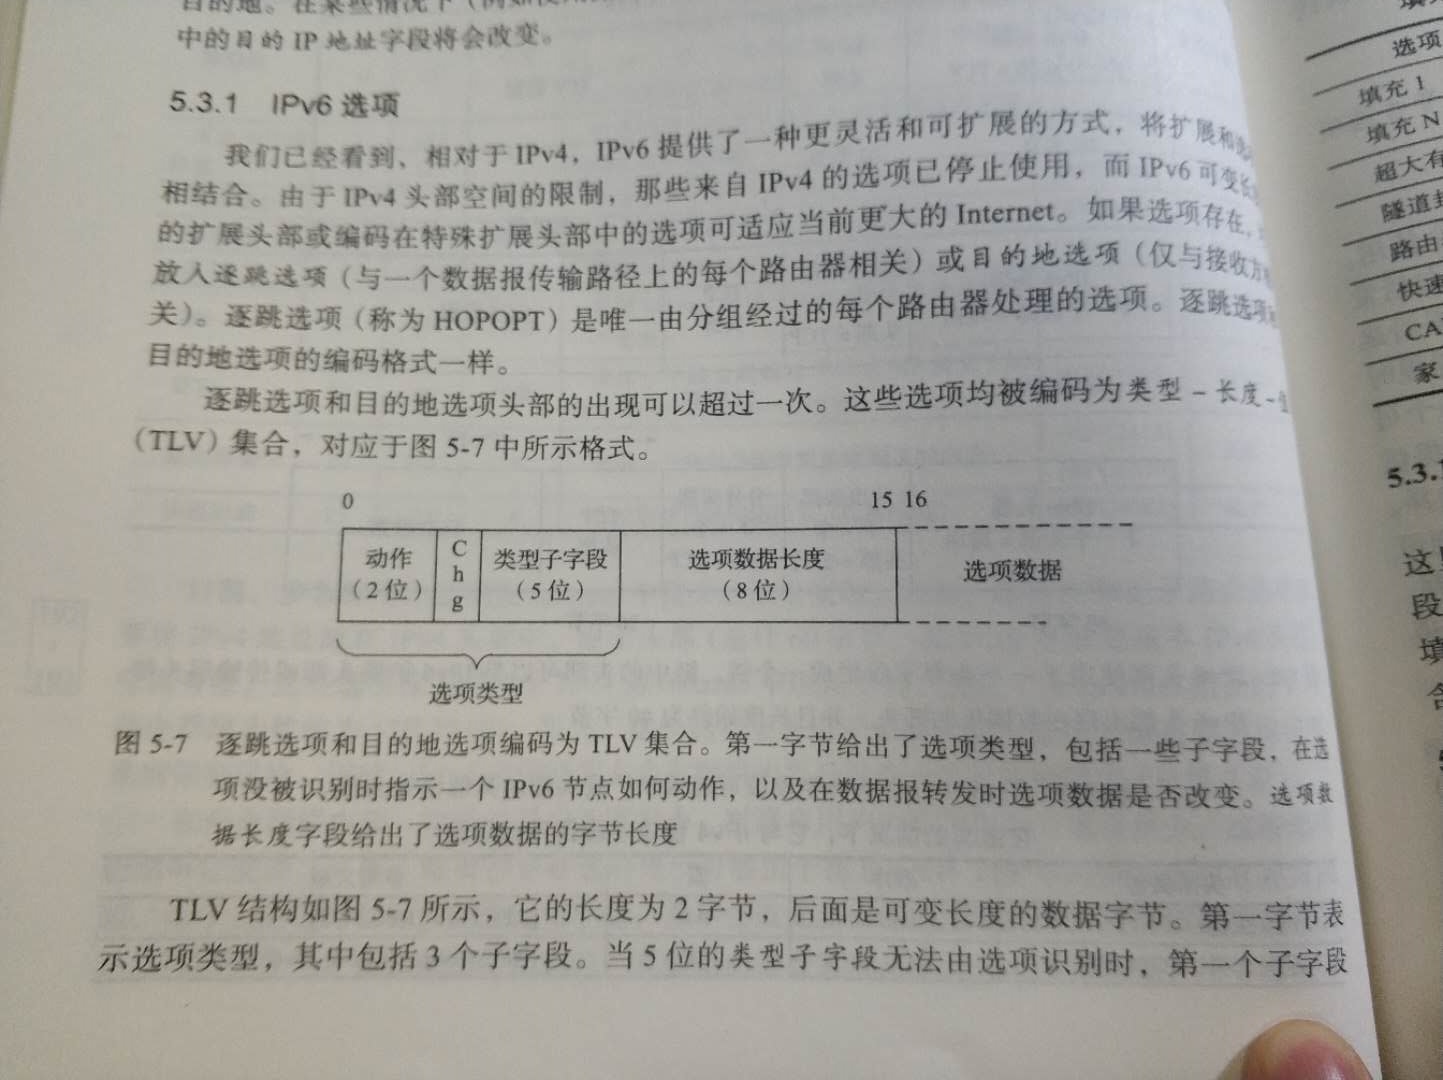 目的地。在某些情况下
中的目的 IP 地址字段将会改变。
5.3.1 IPv6 选项
我们已经看到、相对于 IPv4，IPv6 提供了一种更灵活和可扩展的方式，将扩展和选
相结合。由于 IPv4 头部空间的限制，那些来自 IPv4 的选项已停止使用，而 IPv6 可变长
的扩展头部或编码在特殊扩展头部中的选项可适应当前更大的 Internet。如果选项存在，
放入逐跳选项（与一个数据报传输路径上的每个路由器相关）或目的地选项（仅与接收方
关）。逐跳选项（称为 HOPOPT）是唯一由分组经过的每个路由器处理的选项。逐跳选项
目的地选项的编码格式一样。
逐跳选项和目的地选项头部的出现可以超过一次。这些选项均被编码为类型－长度－
（TLV）集合，对应于图 5-7 中所示格式。
0 15 16
动作 Chg 类型子字段 选项数据长度 选项数据
（2 位） （5 位） （8 位）
选项类型
图 5-7 逐跳选项和目的地选项编码为 TLV 集合。第一字节给出了选项类型，包括一些子字段，在选
项没被识别时指示一个 IPv6 节点如何动作，以及在数据报转发时选项数据是否改变。选项数
据长度字段给出了选项数据的字节长度
TLV 结构如图 5-7 所示，它的长度为 2 字节，后面是可变长度的数据字节。第一字节表
示选项类型，其中包括 3 个子字段。当 5 位的类型子字段无法由选项识别时，第一个子字段
选项
填充 1
填充 N
超大有
隧道封
路由
快速
CA
家
5.3.
这
段
填